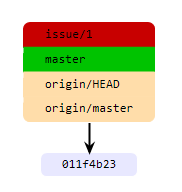 issue/1
master
origin/HEAD
origin/master
011f4b23